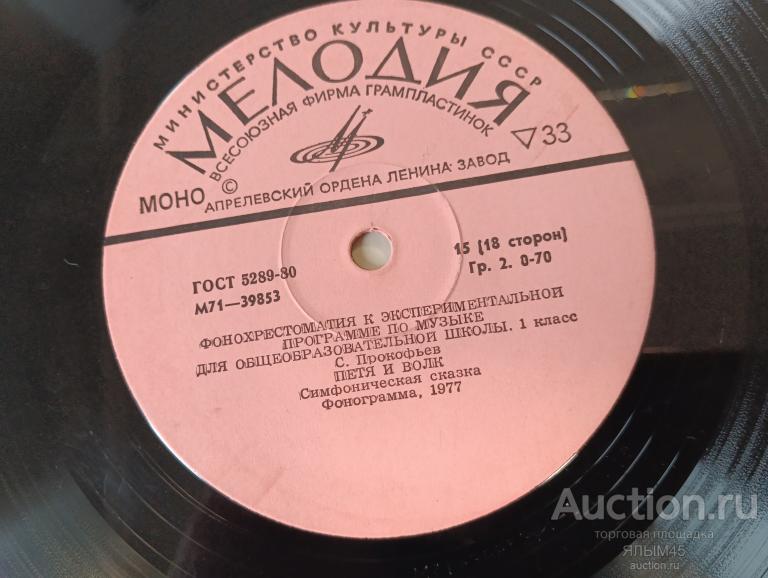 МИНИСТЕРСТВО КУЛЬТУРЫ СССР
МЕЛОДИЯ
ВСЕСОЮЗНАЯ ФИРМА ГРАМПЛАСТИНОК
▽33
МОНО ©
АПРЕЛЕВСКИЙ ОРДЕНА ЛЕНИНА ЗАВОД
ГОСТ 5289-80
М71—39853
15 [18 сторон]
Гр. 2. 0-70
ФОНОХРЕСТОМАТИЯ К ЭКСПЕРИМЕНТАЛЬНОЙ
ПРОГРАММЕ ПО МУЗЫКЕ
ДЛЯ ОБЩЕОБРАЗОВАТЕЛЬНОЙ ШКОЛЫ. 1 класс
С. Прокофьев
ПЕТЯ И ВОЛК
Симфоническая сказка
Фонограмма, 1977
Auction.ru
торговая площадка
ЯЛЫМ45
auction.ru